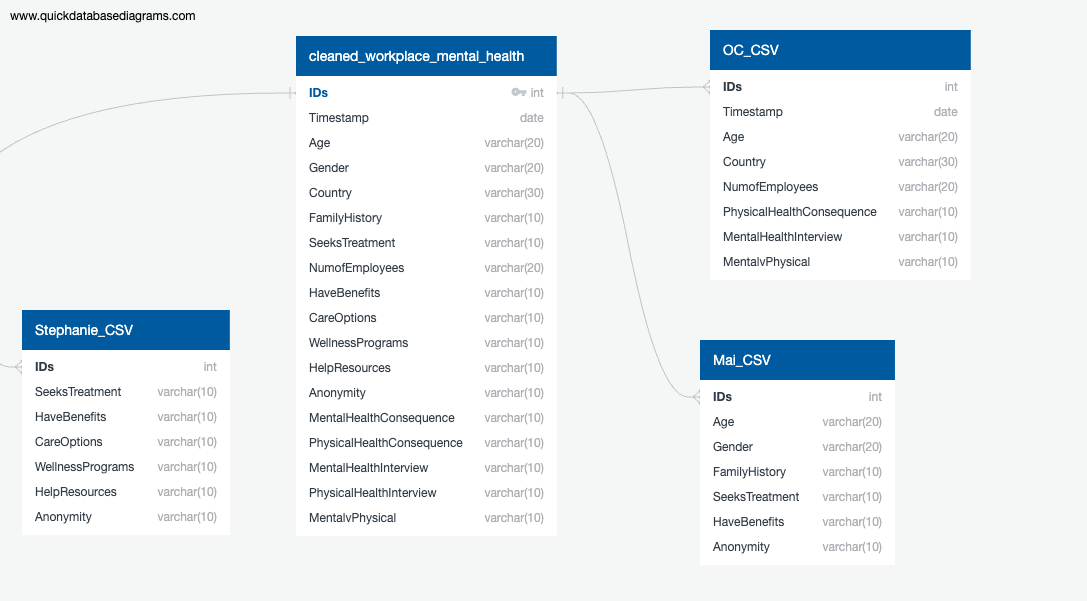 www.quickdatabasediagrams.com
cleaned_workplace_mental_health
IDs int
Timestamp date
Age varchar(20)
Gender varchar(20)
Country varchar(30)
FamilyHistory varchar(10)
SeeksTreatment varchar(10)
NumofEmployees varchar(20)
HaveBenefits varchar(10)
CareOptions varchar(10)
WellnessPrograms varchar(10)
HelpResources varchar(10)
Anonymity varchar(10)
MentalHealthConsequence varchar(10)
PhysicalHealthConsequence varchar(10)
MentalHealthInterview varchar(10)
PhysicalHealthInterview varchar(10)
MentalvPhysical varchar(10)
OC_CSV
IDs int
Timestamp date
Age varchar(20)
Country varchar(30)
NumofEmployees varchar(20)
PhysicalHealthConsequence varchar(10)
MentalHealthInterview varchar(10)
MentalvPhysical varchar(10)
Stephanie_CSV
IDs int
SeeksTreatment varchar(10)
HaveBenefits varchar(10)
CareOptions varchar(10)
WellnessPrograms varchar(10)
HelpResources varchar(10)
Anonymity varchar(10)
Mai_CSV
IDs int
Age varchar(20)
Gender varchar(20)
FamilyHistory varchar(10)
SeeksTreatment varchar(10)
HaveBenefits varchar(10)
Anonymity varchar(10)